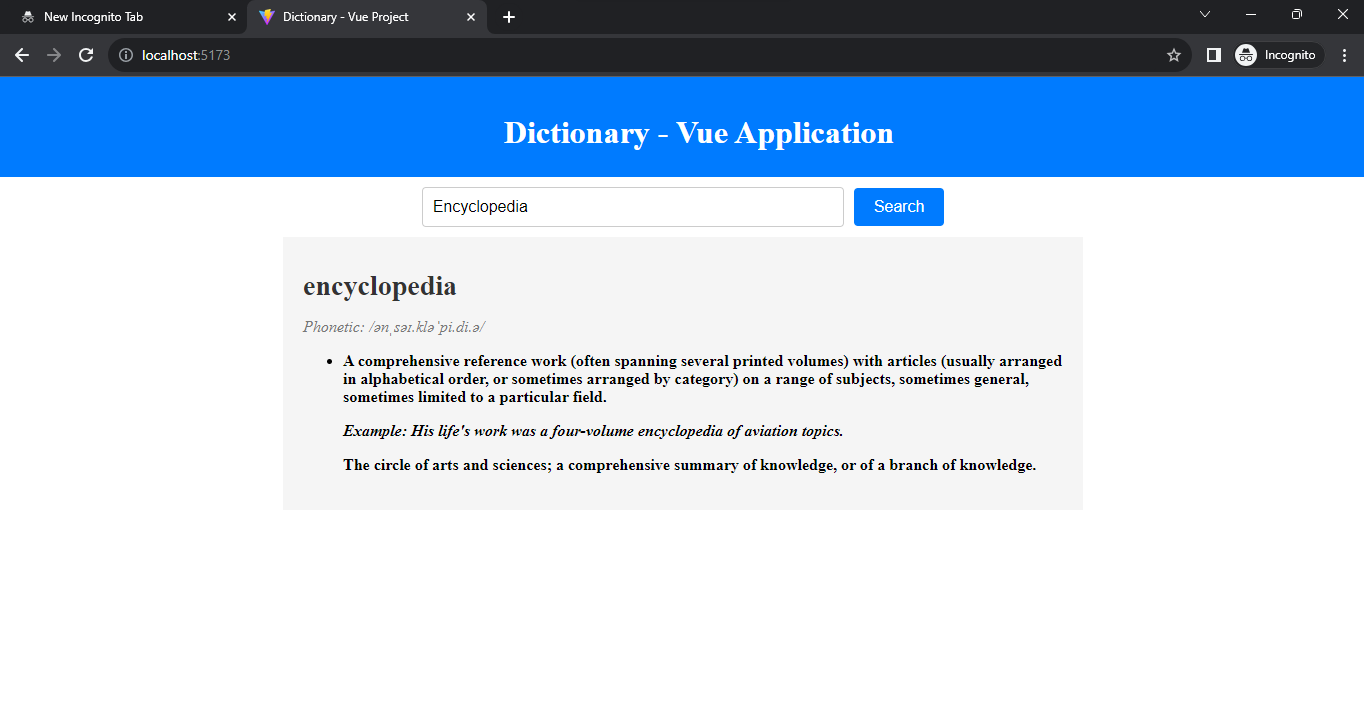 New Incognito Tab
Dictionary - Vue Project
localhost:5173
Incognito
Dictionary - Vue Application
Encyclopedia
Search
encyclopedia
Phonetic: /ənˌsəɪ.kləˈpi.di.ə/
• A comprehensive reference work (often spanning several printed volumes) with articles (usually arranged
in alphabetical order, or sometimes arranged by category) on a range of subjects, sometimes general,
sometimes limited to a particular field.
Example: His life's work was a four-volume encyclopedia of aviation topics.
The circle of arts and sciences; a comprehensive summary of knowledge, or of a branch of knowledge.